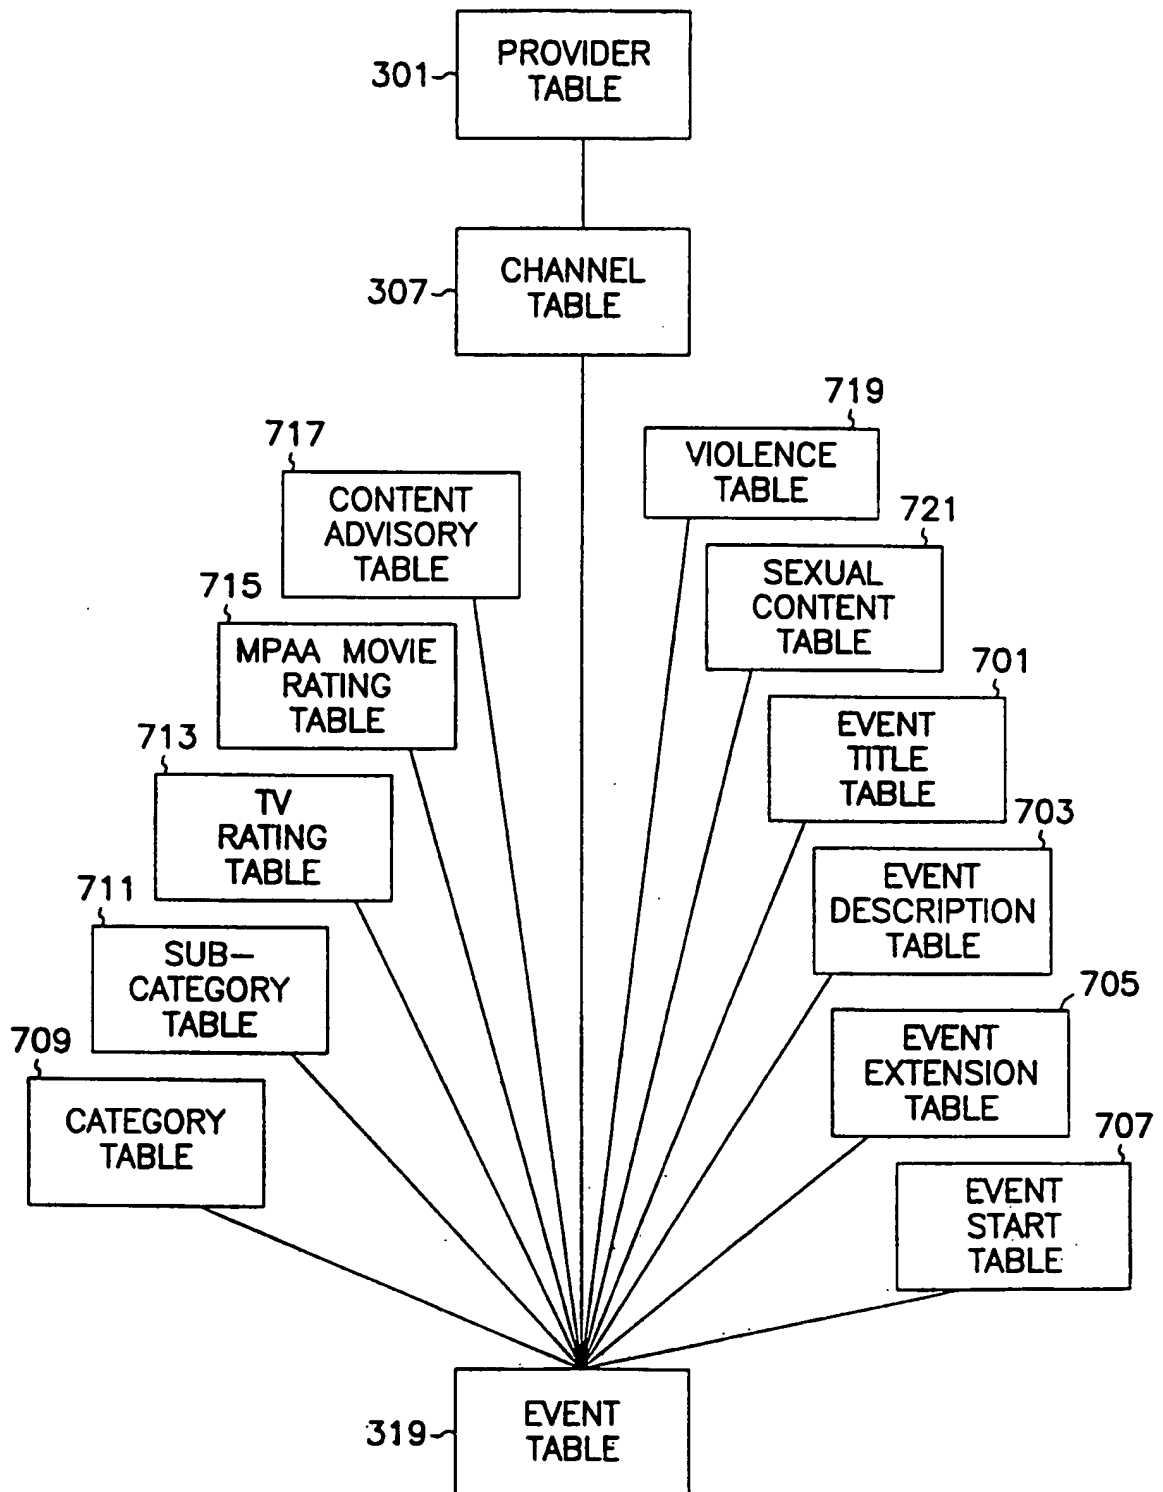 PROVIDER
TABLE
301
CHANNEL
TABLE
307
719
VIOLENCE
TABLE
717
CONTENT
ADVISORY
TABLE
721
SEXUAL
CONTENT
TABLE
715
MPAA MOVIE
RATING
TABLE
701
EVENT
TITLE
TABLE
713
TV
RATING
TABLE
703
EVENT
DESCRIPTION
TABLE
711
SUB-
CATEGORY
TABLE
705
EVENT
EXTENSION
TABLE
709
CATEGORY
TABLE
707
EVENT
START
TABLE
319
EVENT
TABLE